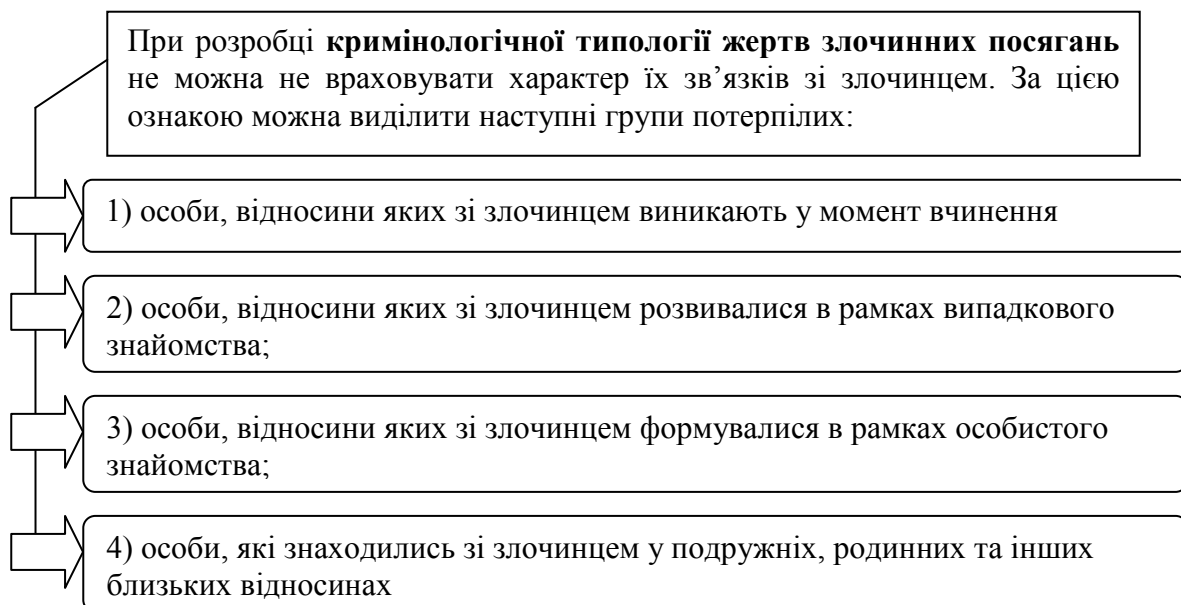 При розробці кримінологічної типології жертв злочинних посягань
не можна не враховувати характер їх зв’язків зі злочинцем. За цією
ознакою можна виділити наступні групи потерпілих:
1) особи, відносини яких зі злочинцем виникають у момент вчинення
2) особи, відносини яких зі злочинцем розвивалися в рамках випадкового
знайомства;
3) особи, відносини яких зі злочинцем формувалися в рамках особистого
знайомства;
4) особи, які знаходились зі злочинцем у подружніх, родинних та інших
близьких відносинах